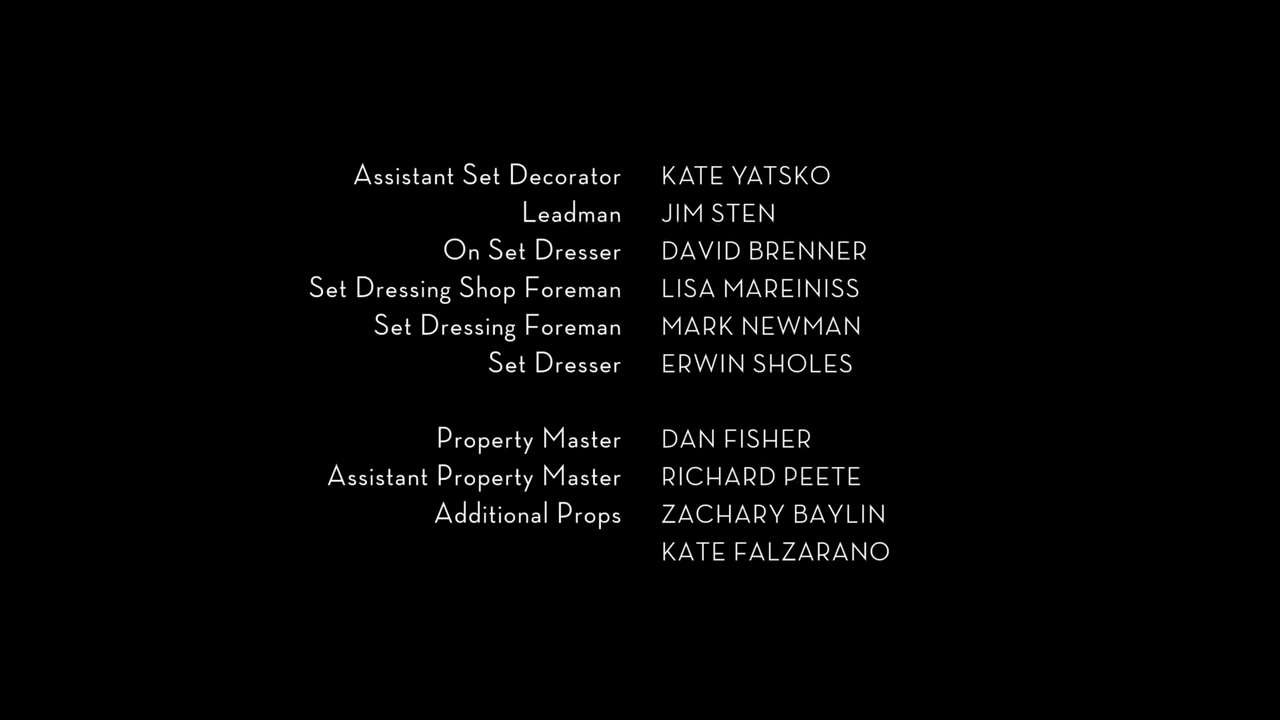 Assistant Set Decorator KATE YATSKO
Leadman JIM STEN
On Set Dresser DAVID BRENNER
Set Dressing Shop Foreman LISA MAREINISS
Set Dressing Foreman MARK NEWMAN
Set Dresser ERWIN SHOLES
Property Master DAN FISHER
Assistant Property Master RICHARD PEETE
Additional Props ZACHARY BAYLIN
KATE FALZARANO